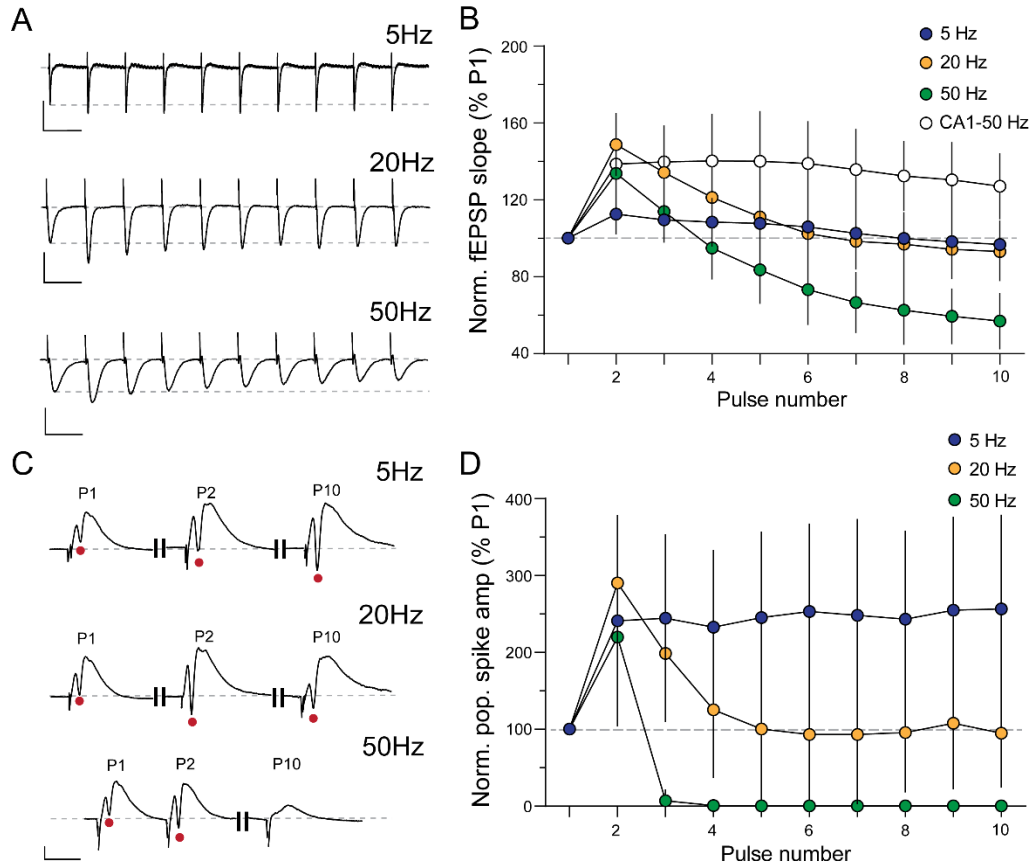 A
5Hz
20Hz
50Hz
B
5 Hz
20 Hz
50 Hz
CA1-50 Hz
Norm. fEPSP slope (% P1)
200
160
120
80
40
2 4 6 8 10
Pulse number
C
5Hz
P1 P2 P10
20Hz
P1 P2 P10
50Hz
P1 P2 P10
D
5 Hz
20 Hz
50 Hz
Norm. pop. spike amp (% P1)
400
300
200
100
0
2 4 6 8 10
Pulse number